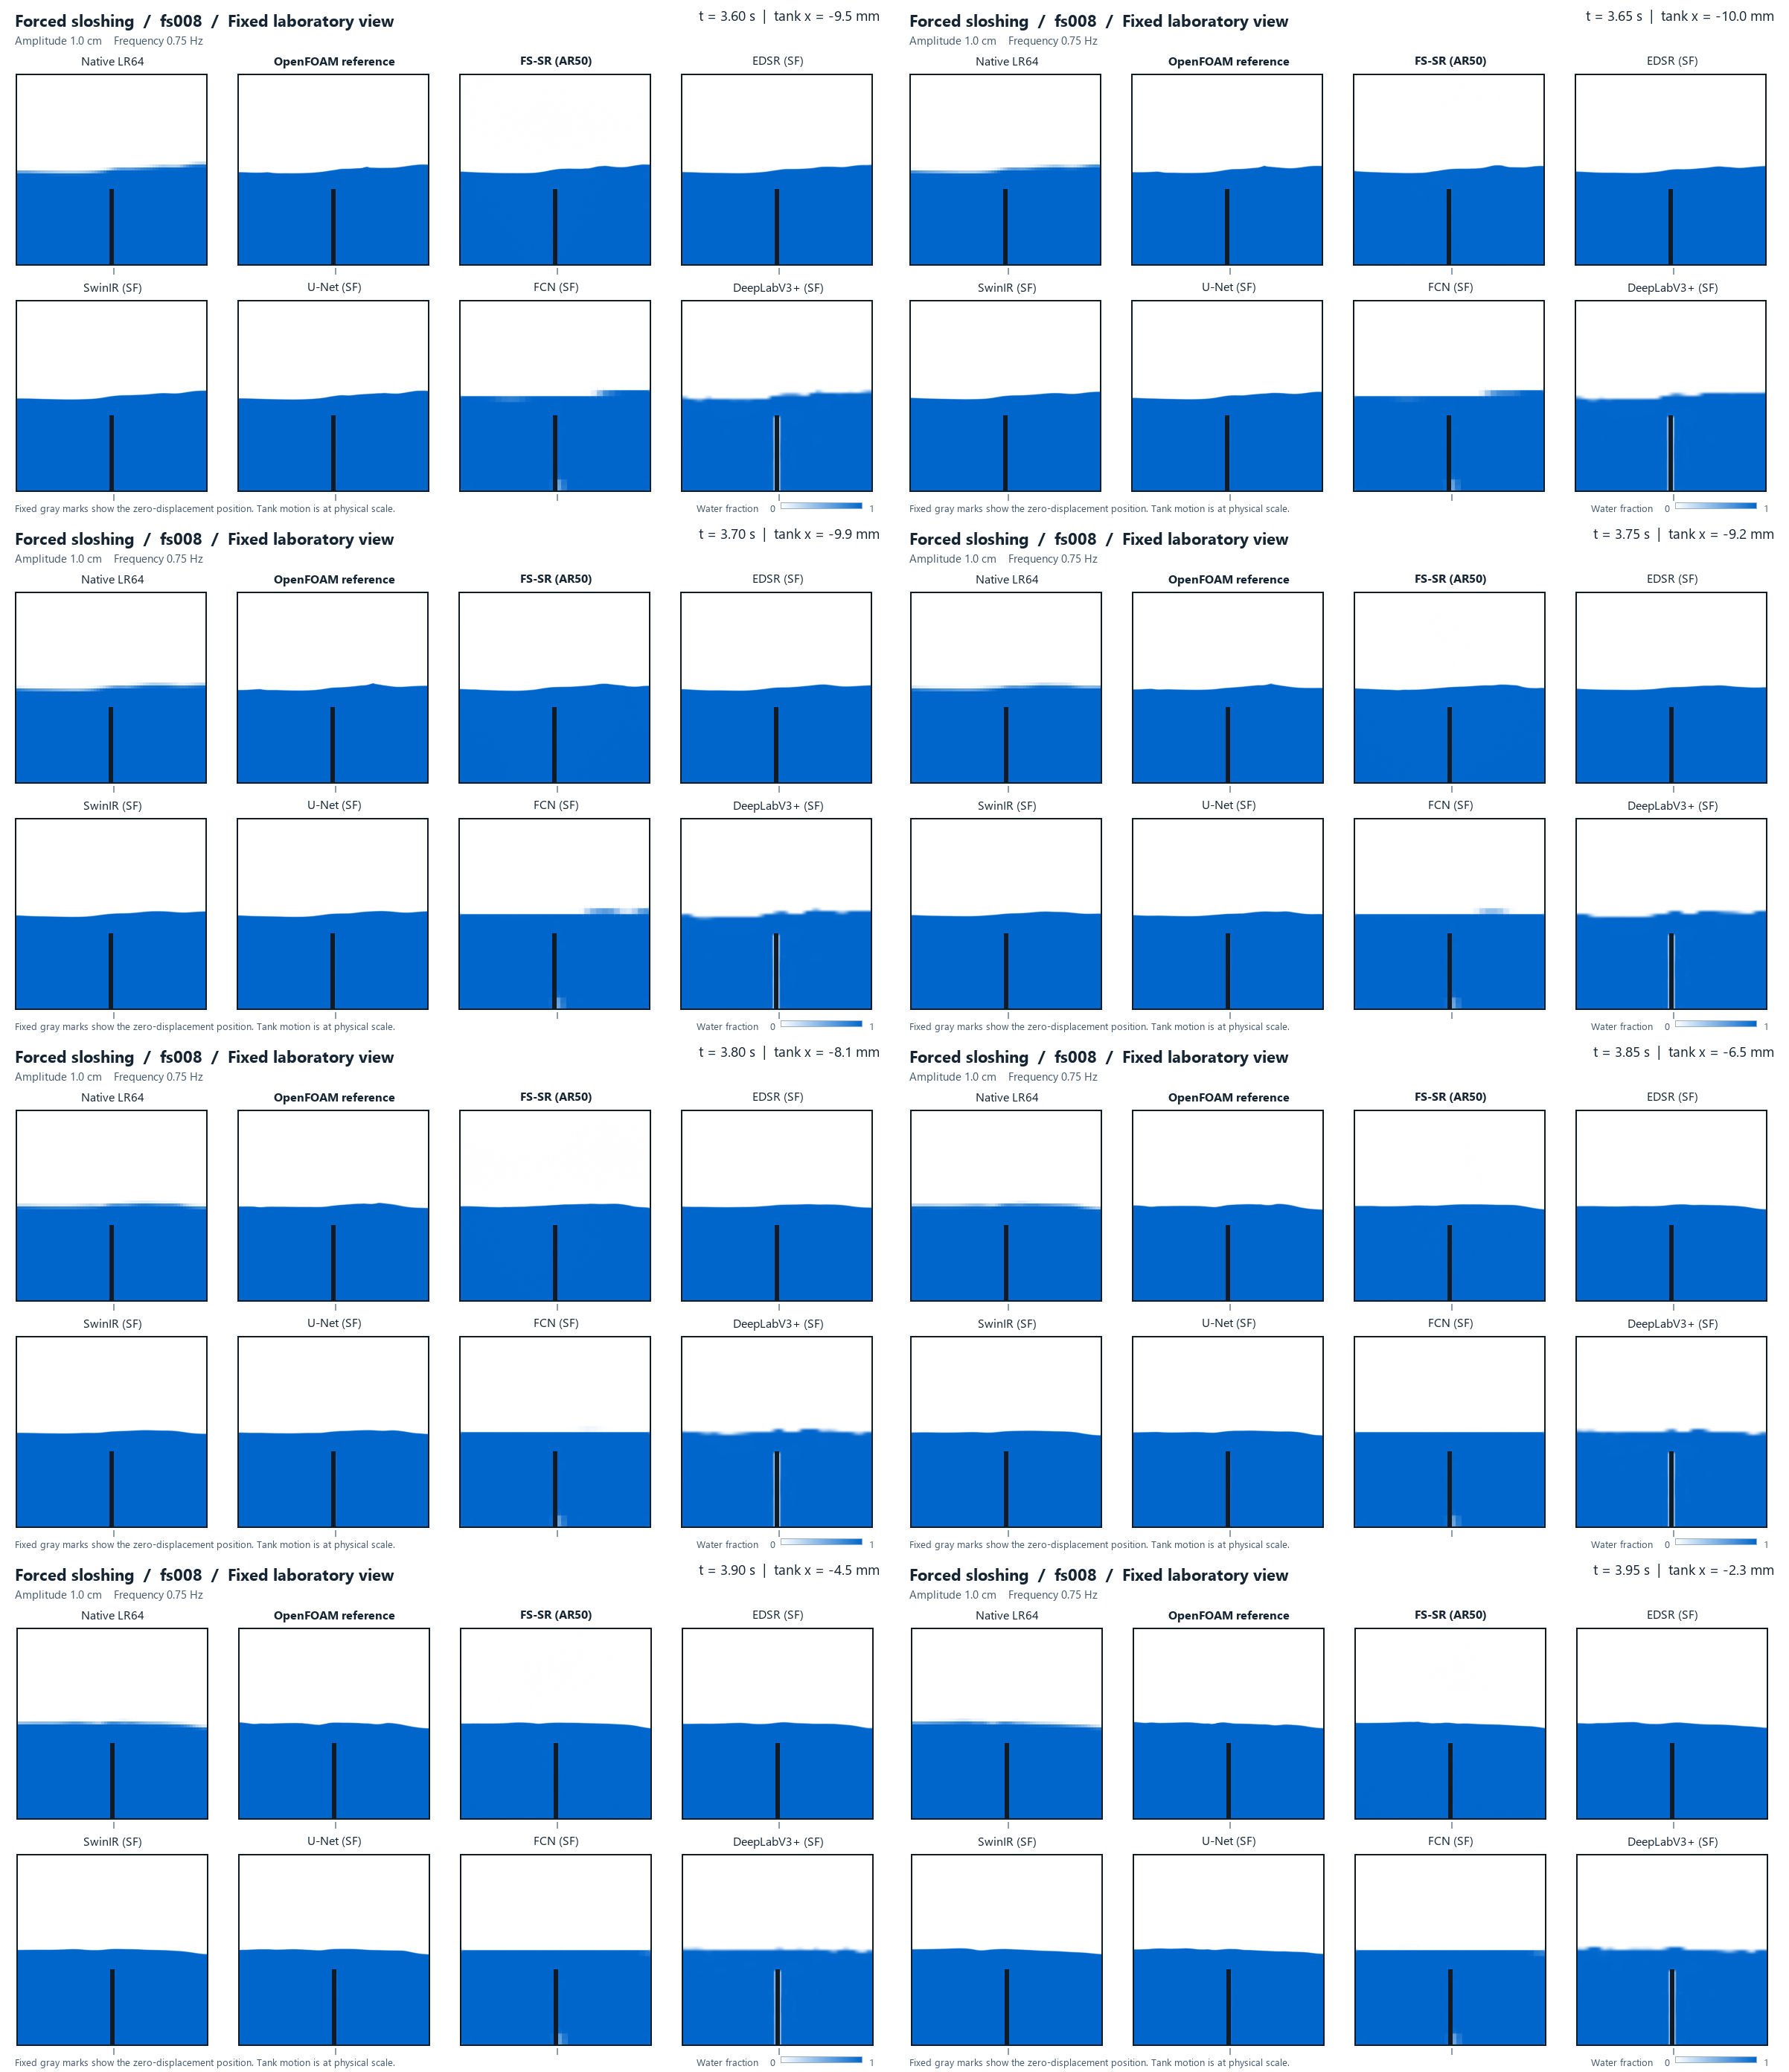 Forced sloshing / fs008 / Fixed laboratory view
t = 3.60 s | tank x = -9.5 mm
Amplitude 1.0 cm Frequency 0.75 Hz
Native LR64
OpenFOAM reference
FS-SR (AR50)
EDSR (SF)
SwinIR (SF)
U-Net (SF)
FCN (SF)
DeepLabV3+ (SF)
Fixed gray marks show the zero-displacement position. Tank motion is at physical scale.
Water fraction 0 1
Forced sloshing / fs008 / Fixed laboratory view
t = 3.65 s | tank x = -10.0 mm
Amplitude 1.0 cm Frequency 0.75 Hz
Native LR64
OpenFOAM reference
FS-SR (AR50)
EDSR (SF)
SwinIR (SF)
U-Net (SF)
FCN (SF)
DeepLabV3+ (SF)
Fixed gray marks show the zero-displacement position. Tank motion is at physical scale.
Water fraction 0 1
Forced sloshing / fs008 / Fixed laboratory view
t = 3.70 s | tank x = -9.9 mm
Amplitude 1.0 cm Frequency 0.75 Hz
Native LR64
OpenFOAM reference
FS-SR (AR50)
EDSR (SF)
SwinIR (SF)
U-Net (SF)
FCN (SF)
DeepLabV3+ (SF)
Fixed gray marks show the zero-displacement position. Tank motion is at physical scale.
Water fraction 0 1
Forced sloshing / fs008 / Fixed laboratory view
t = 3.75 s | tank x = -9.2 mm
Amplitude 1.0 cm Frequency 0.75 Hz
Native LR64
OpenFOAM reference
FS-SR (AR50)
EDSR (SF)
SwinIR (SF)
U-Net (SF)
FCN (SF)
DeepLabV3+ (SF)
Fixed gray marks show the zero-displacement position. Tank motion is at physical scale.
Water fraction 0 1
Forced sloshing / fs008 / Fixed laboratory view
t = 3.80 s | tank x = -8.1 mm
Amplitude 1.0 cm Frequency 0.75 Hz
Native LR64
OpenFOAM reference
FS-SR (AR50)
EDSR (SF)
SwinIR (SF)
U-Net (SF)
FCN (SF)
DeepLabV3+ (SF)
Fixed gray marks show the zero-displacement position. Tank motion is at physical scale.
Water fraction 0 1
Forced sloshing / fs008 / Fixed laboratory view
t = 3.85 s | tank x = -6.5 mm
Amplitude 1.0 cm Frequency 0.75 Hz
Native LR64
OpenFOAM reference
FS-SR (AR50)
EDSR (SF)
SwinIR (SF)
U-Net (SF)
FCN (SF)
DeepLabV3+ (SF)
Fixed gray marks show the zero-displacement position. Tank motion is at physical scale.
Water fraction 0 1
Forced sloshing / fs008 / Fixed laboratory view
t = 3.90 s | tank x = -4.5 mm
Amplitude 1.0 cm Frequency 0.75 Hz
Native LR64
OpenFOAM reference
FS-SR (AR50)
EDSR (SF)
SwinIR (SF)
U-Net (SF)
FCN (SF)
DeepLabV3+ (SF)
Fixed gray marks show the zero-displacement position. Tank motion is at physical scale.
Water fraction 0 1
Forced sloshing / fs008 / Fixed laboratory view
t = 3.95 s | tank x = -2.3 mm
Amplitude 1.0 cm Frequency 0.75 Hz
Native LR64
OpenFOAM reference
FS-SR (AR50)
EDSR (SF)
SwinIR (SF)
U-Net (SF)
FCN (SF)
DeepLabV3+ (SF)
Fixed gray marks show the zero-displacement position. Tank motion is at physical scale.
Water fraction 0 1